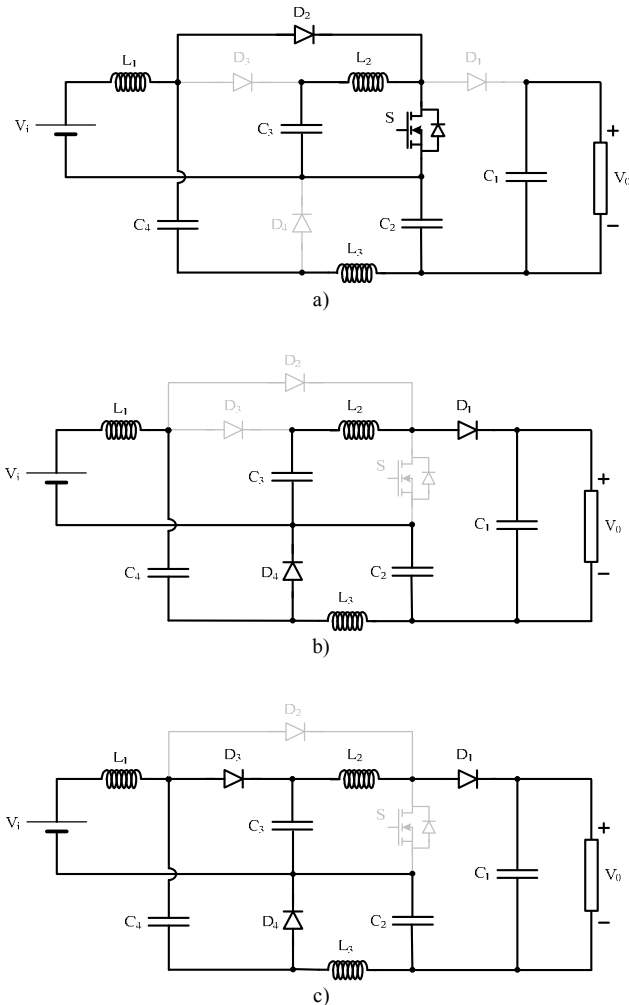 D₂
L₁
D₃
L₂
D₁
Vᵢ
C₃
S
C₁
V₀
+
−
C₄
D₄
C₂
L₃
a)
D₂
L₁
D₃
L₂
D₁
Vᵢ
C₃
S
C₁
V₀
+
−
C₄
D₄
C₂
L₃
b)
D₂
L₁
D₃
L₂
D₁
Vᵢ
C₃
S
C₁
V₀
+
−
C₄
D₄
C₂
L₃
c)